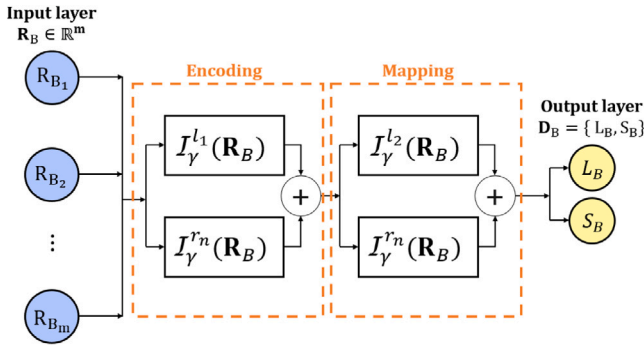 Input layer
R_B ∈ ℝ^m
R_B₁
R_B₂
⋮
R_Bₘ
Encoding
I_γ^{l₁}(R_B)
I_γ^{rₙ}(R_B)
+
Mapping
I_γ^{l₂}(R_B)
I_γ^{rₙ}(R_B)
+
Output layer
D_B = { L_B, S_B}
L_B
S_B